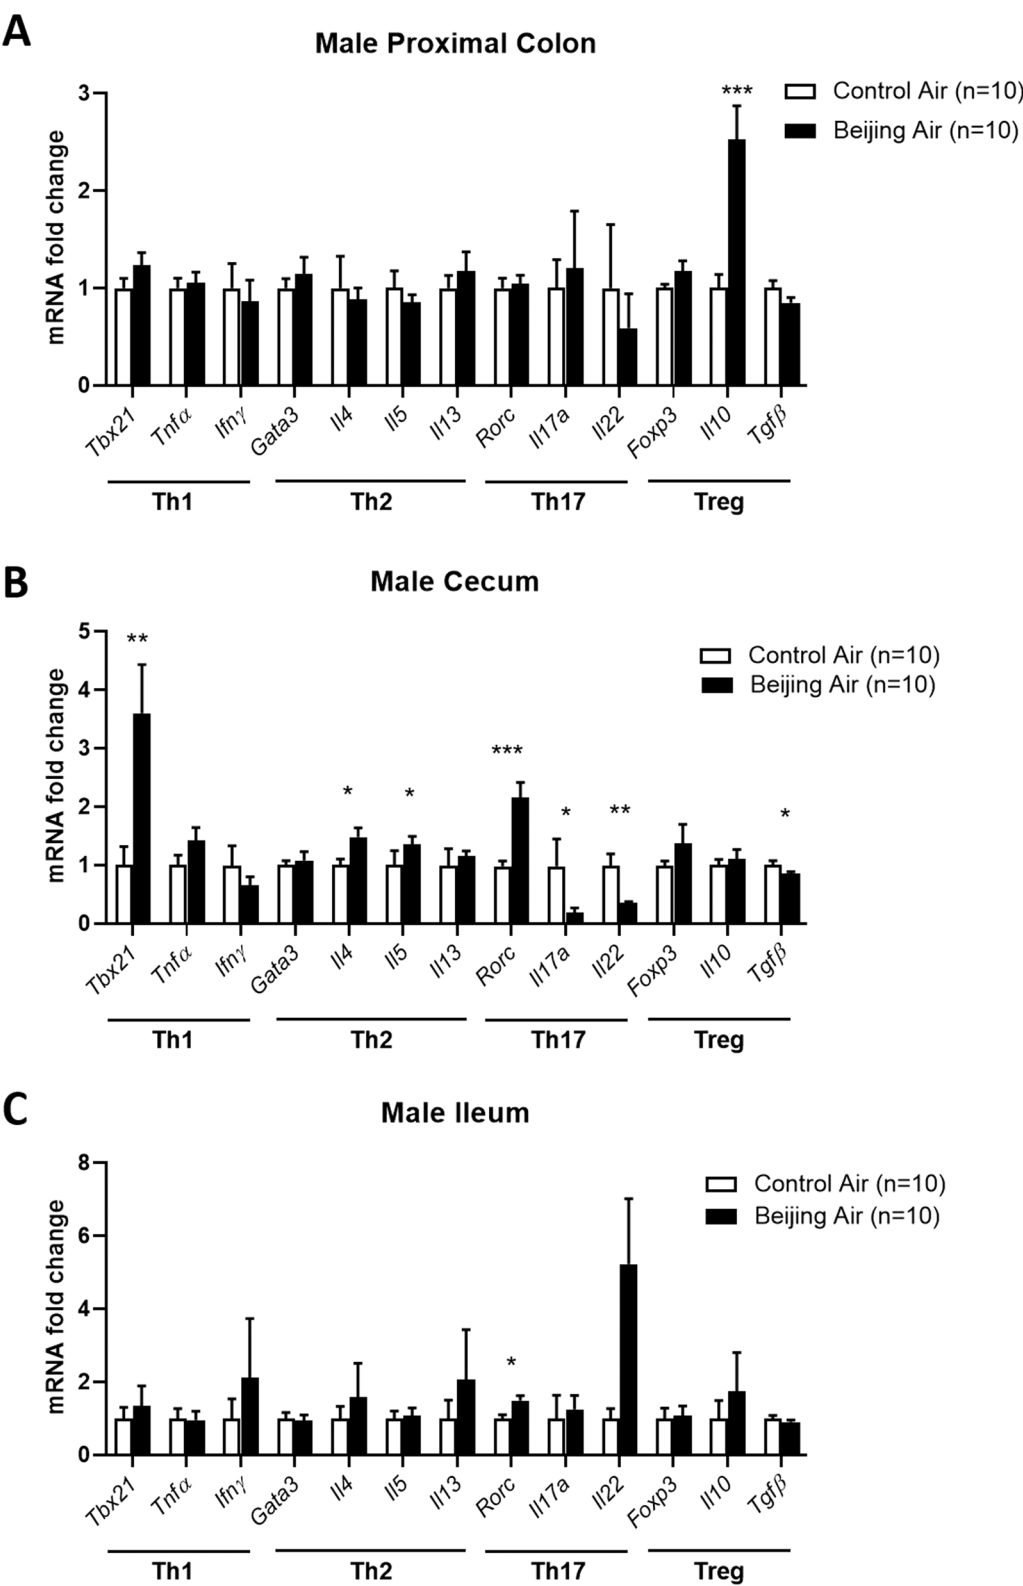 A
Male Proximal Colon
Control Air (n=10)
Beijing Air (n=10)
mRNA fold change
3
2
1
0
***
Tbx21 Tnfα Ifnγ Gata3 Il4 Il5 Il13 Rorc Il17a Il22 Foxp3 Il10 Tgfβ
Th1 Th2 Th17 Treg
B
Male Cecum
Control Air (n=10)
Beijing Air (n=10)
mRNA fold change
5
4
3
2
1
0
** * * *** * ** *
Tbx21 Tnfα Ifnγ Gata3 Il4 Il5 Il13 Rorc Il17a Il22 Foxp3 Il10 Tgfβ
Th1 Th2 Th17 Treg
C
Male Ileum
Control Air (n=10)
Beijing Air (n=10)
mRNA fold change
8
6
4
2
0
*
Tbx21 Tnfα Ifnγ Gata3 Il4 Il5 Il13 Rorc Il17a Il22 Foxp3 Il10 Tgfβ
Th1 Th2 Th17 Treg